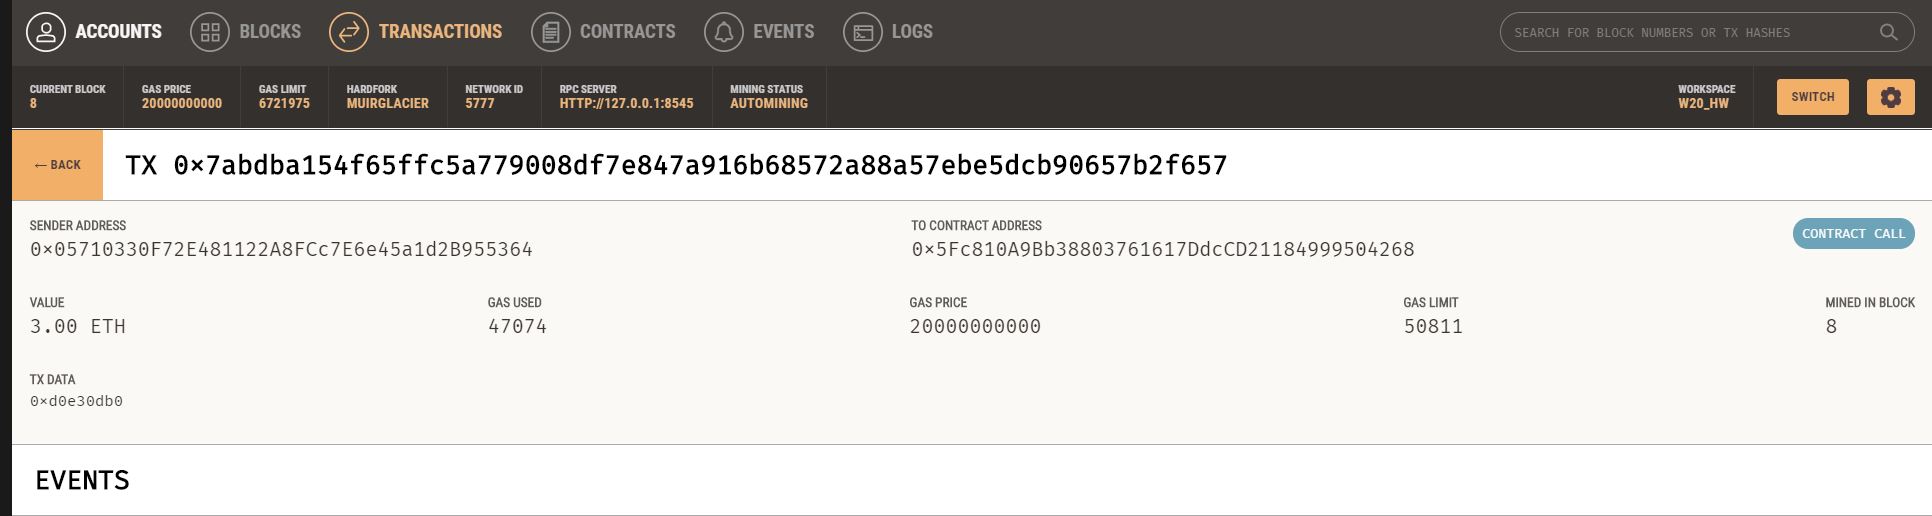 ACCOUNTS BLOCKS TRANSACTIONS CONTRACTS EVENTS LOGS SEARCH FOR BLOCK NUMBERS OR TX HASHES
CURRENT BLOCK GAS PRICE GAS LIMIT HARDFORK NETWORK ID RPC SERVER MINING STATUS WORKSPACE
8 20000000000 6721975 MUIRGLACIER 5777 HTTP://127.0.0.1:8545 AUTOMINING W20_HW SWITCH
← BACK TX 0×7abdba154f65ffc5a779008df7e847a916b68572a88a57ebe5dcb90657b2f657
SENDER ADDRESS TO CONTRACT ADDRESS
0×05710330F72E481122A8FCc7E6e45a1d2B955364 0×5Fc810A9Bb38803761617DdcCD21184999504268 CONTRACT CALL
VALUE GAS USED GAS PRICE GAS LIMIT MINED IN BLOCK
3.00 ETH 47074 20000000000 50811 8
TX DATA
0×d0e30db0
EVENTS